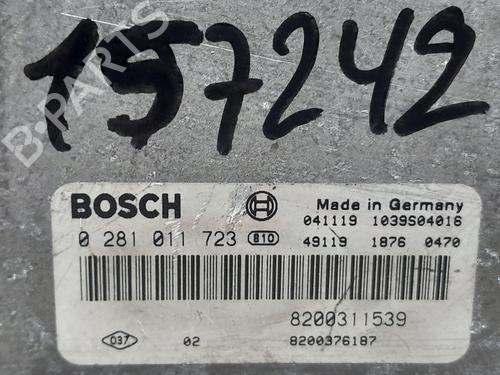 157242
B-PARTS
BOSCH Made in Germany
041119 1039S04016
0 281 011 723 810 49119 1876 0470
8200311539
037 02 8200376187